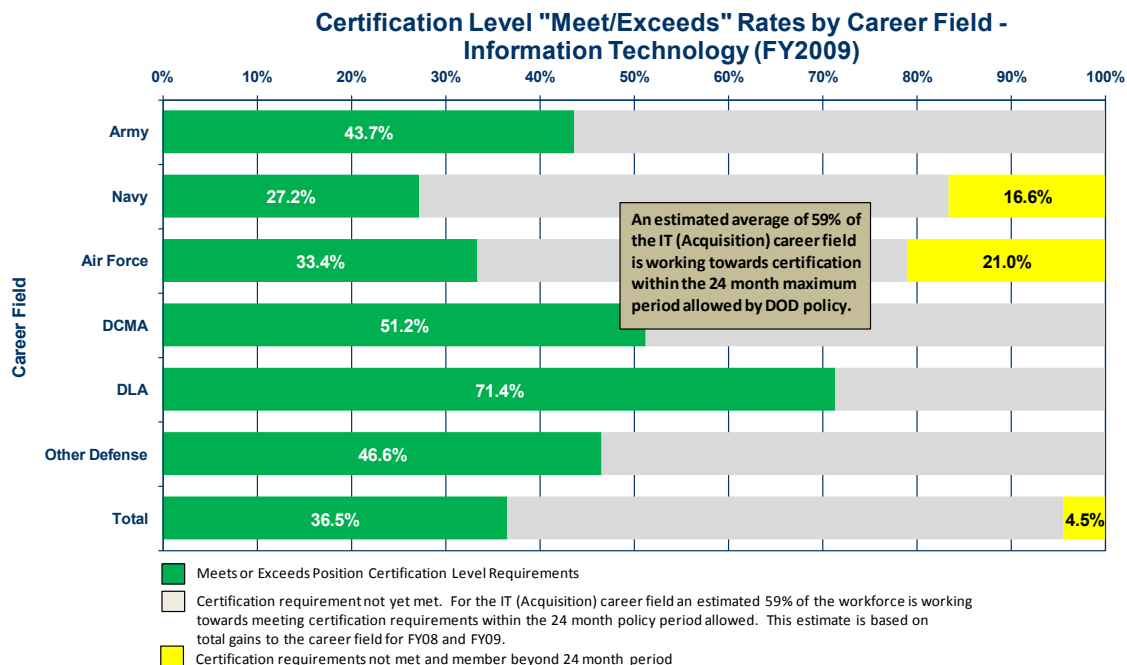 Certification Level "Meet/Exceeds" Rates by Career Field -
Information Technology (FY2009)
0% 10% 20% 30% 40% 50% 60% 70% 80% 90% 100%
Career Field
Army 43.7%
Navy 27.2% 16.6%
Air Force 33.4% 21.0%
DCMA 51.2%
DLA 71.4%
Other Defense 46.6%
Total 36.5% 4.5%
An estimated average of 59% of
the IT (Acquisition) career field
is working towards certification
within the 24 month maximum
period allowed by DOD policy.
Meets or Exceeds Position Certification Level Requirements
Certification requirement not yet met. For the IT (Acquisition) career field an estimated 59% of the workforce is working
towards meeting certification requirements within the 24 month policy period allowed. This estimate is based on
total gains to the career field for FY08 and FY09.
Certification requirements not met and member beyond 24 month period